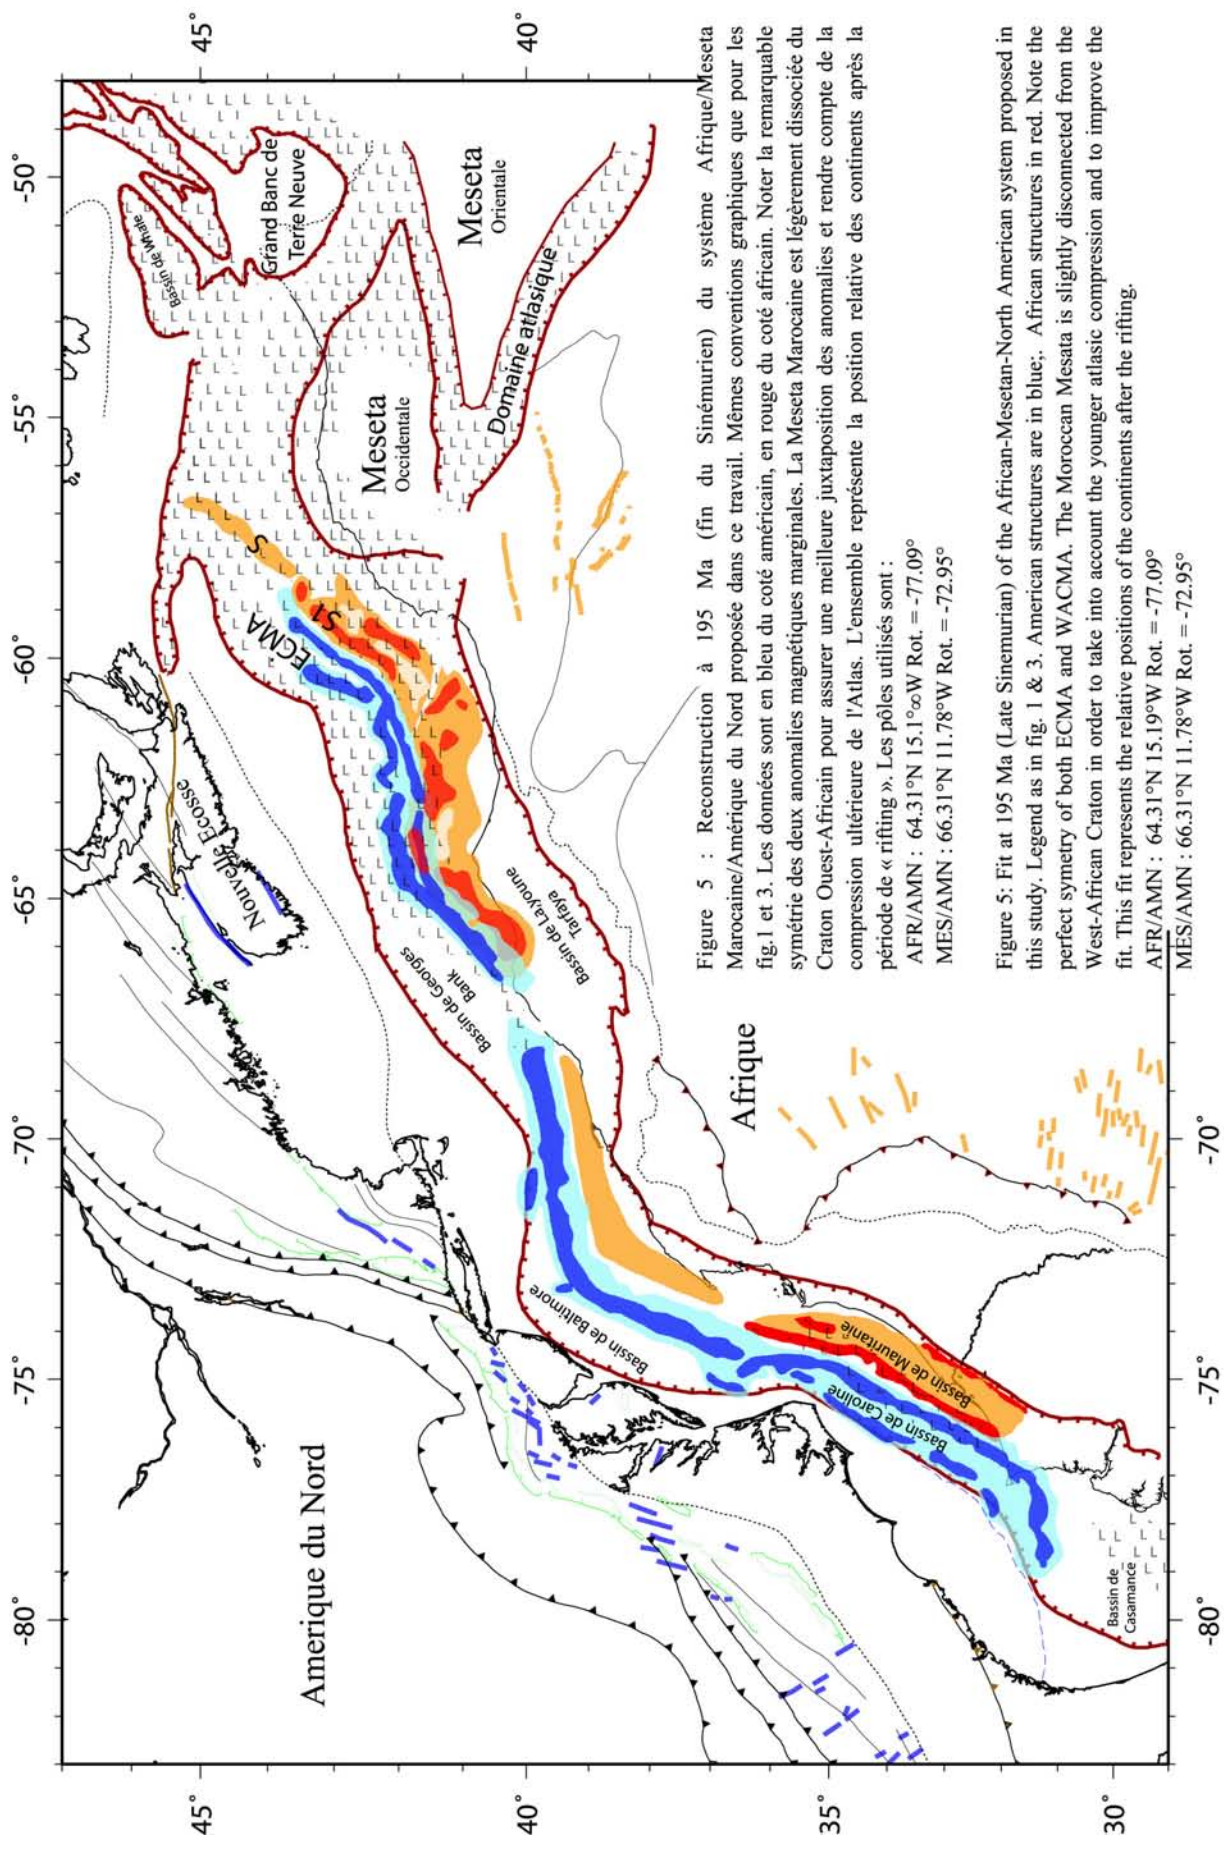 -80°
-75°
-70°
-65°
-60°
-55°
-50°
45°
45°
40°
40°
35°
30°
-80°
-75°
-70°
Amerique du Nord
Nouvelle Ecosse
Bassin de Whale
Grand Banc de
Terre Neuve
Meseta
Orientale
Meseta
Occidentale
Domaine atlasique
S
S1
ECMA
Bassin de Georges
Bank
Bassin de Layoune
Tarfaya
Afrique
Bassin de Baltimore
Bassin de Mauritanie
Bassin de Caroline
Bassin de
Casamance
Figure 5 : Reconstruction à 195 Ma (fin du Sinémurien) du système Afrique/Meseta
Marocaine/Amérique du Nord proposée dans ce travail. Mêmes conventions graphiques que pour les
fig.1 et 3. Les données sont en bleu du coté américain, en rouge du coté africain. Noter la remarquable
symétrie des deux anomalies magnétiques marginales. La Meseta Marocaine est légèrement dissociée du
Craton Ouest-Africain pour assurer une meilleure juxtaposition des anomalies et rendre compte de la
compression ultérieure de l'Atlas. L'ensemble représente la position relative des continents après la
période de « rifting ». Les pôles utilisés sont :
AFR/AMN : 64.31°N 15.1°∞W Rot. = -77.09°
MES/AMN : 66.31°N 11.78°W Rot. = -72.95°
Figure 5: Fit at 195 Ma (Late Sinemurian) of the African-Mesetan-North American system proposed in
this study. Legend as in fig. 1 & 3. American structures are in blue;. African structures in red. Note the
perfect symetry of both ECMA and WACMA. The Moroccan Mesata is slightly disconnected from the
West-African Craton in order to take into account the younger atlasic compression and to improve the
fit. This fit represents the relative positions of the continents after the rifting.
AFR/AMN : 64.31°N 15.19°W Rot. = -77.09°
MES/AMN : 66.31°N 11.78°W Rot. = -72.95°